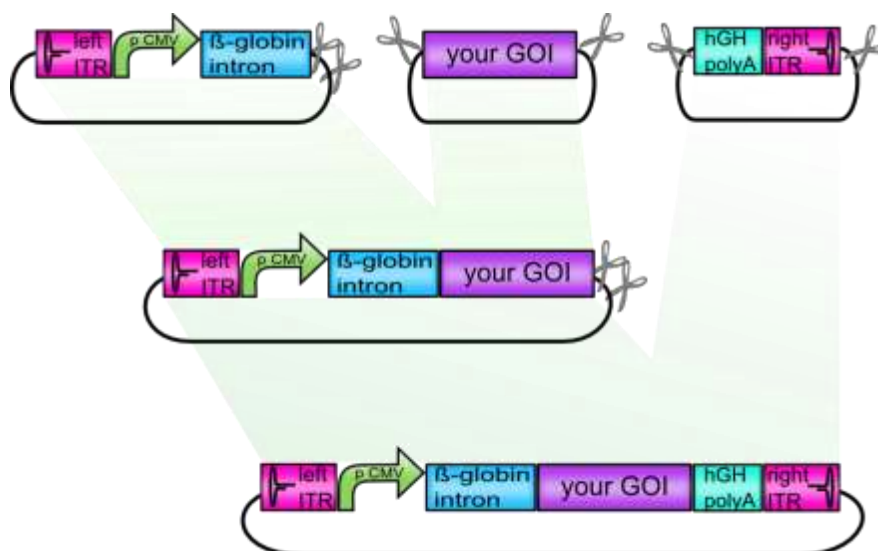 left
ITR
p CMV
ß-globin
intron
your GOI
hGH
polyA
right
ITR
left
ITR
p CMV
ß-globin
intron
your GOI
left
ITR
p CMV
ß-globin
intron
your GOI
hGH
polyA
right
ITR